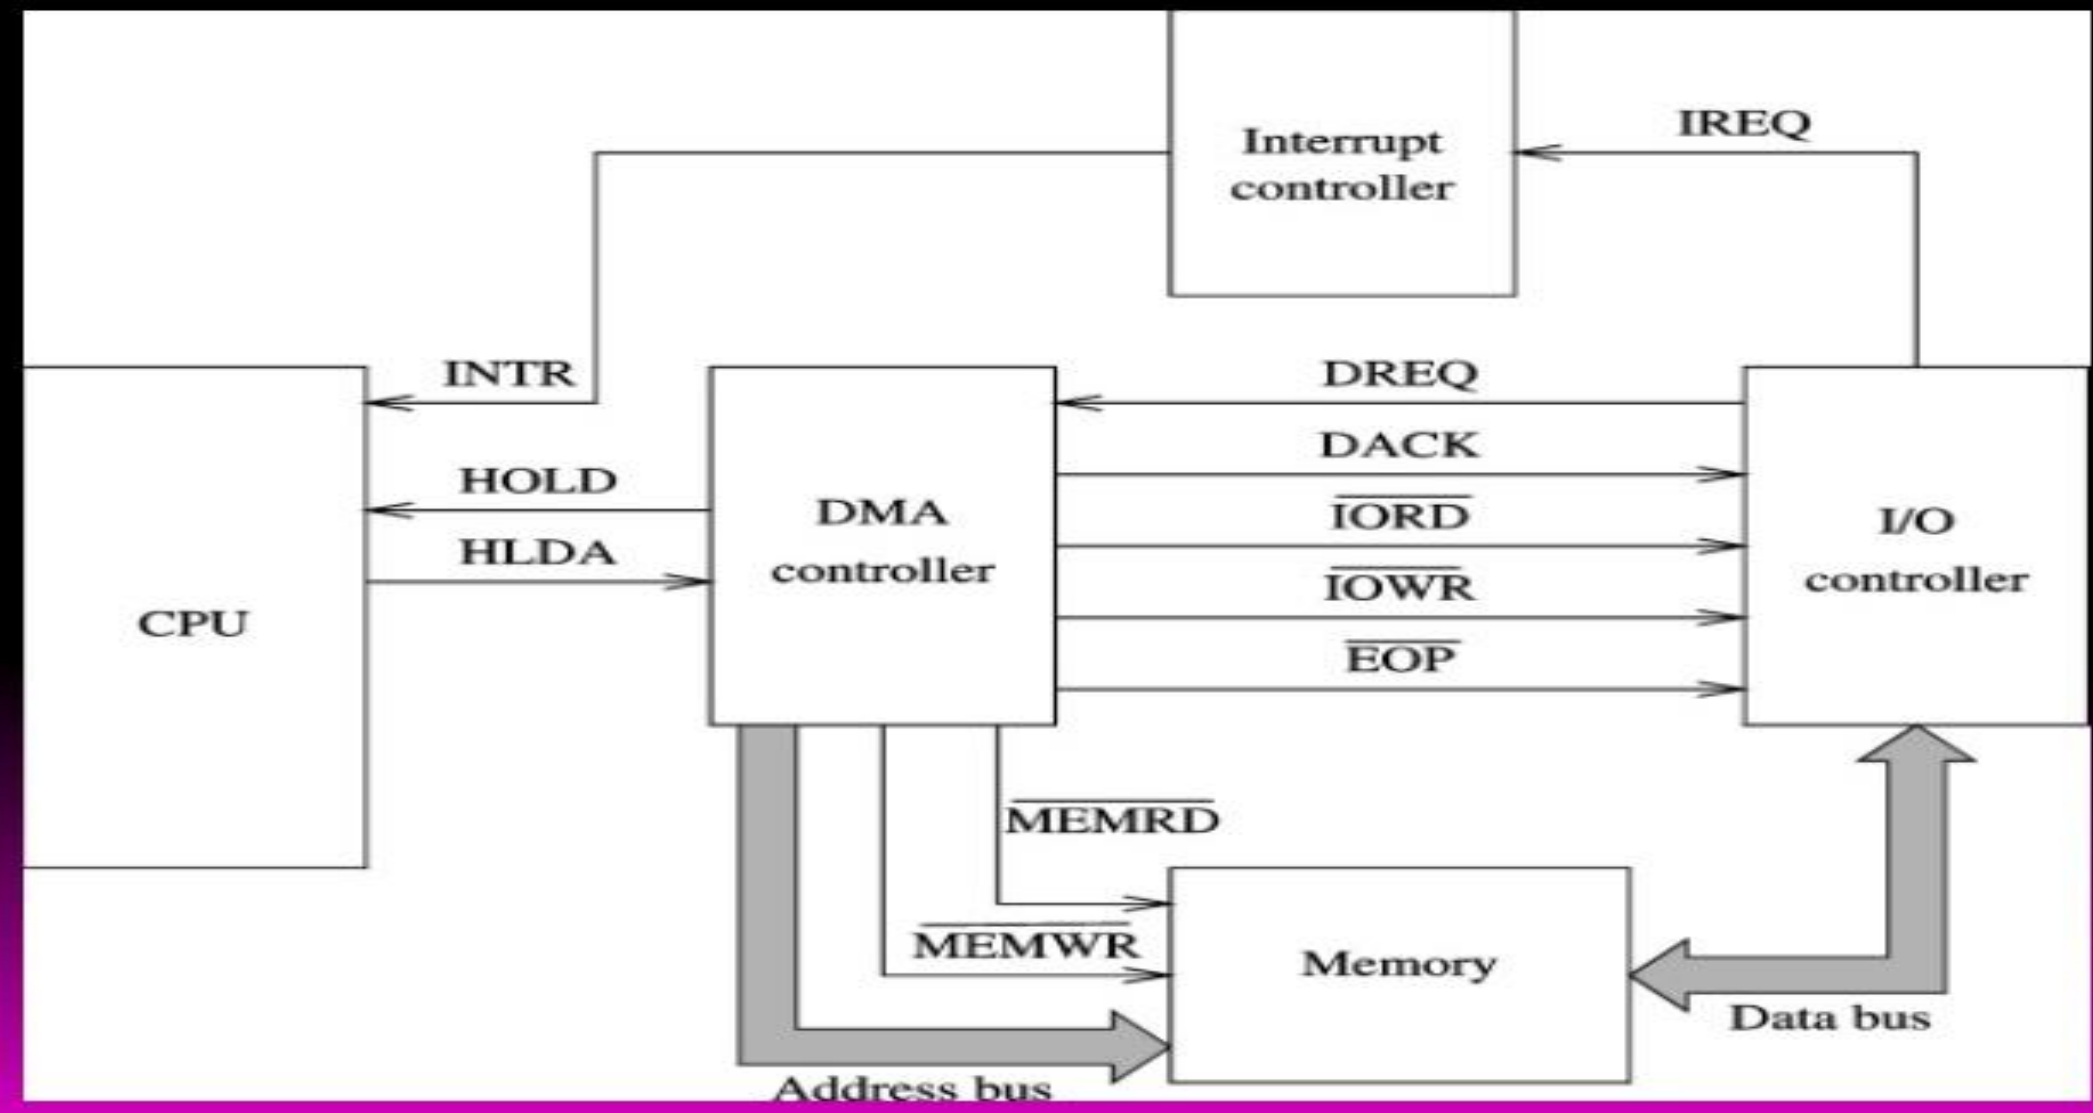 Interrupt
controller
IREQ
INTR
DREQ
DACK
HOLD
IORD
HLDA
IOWR
EOP
CPU
DMA
controller
I/O
controller
MEMRD
MEMWR
Memory
Data bus
Address bus